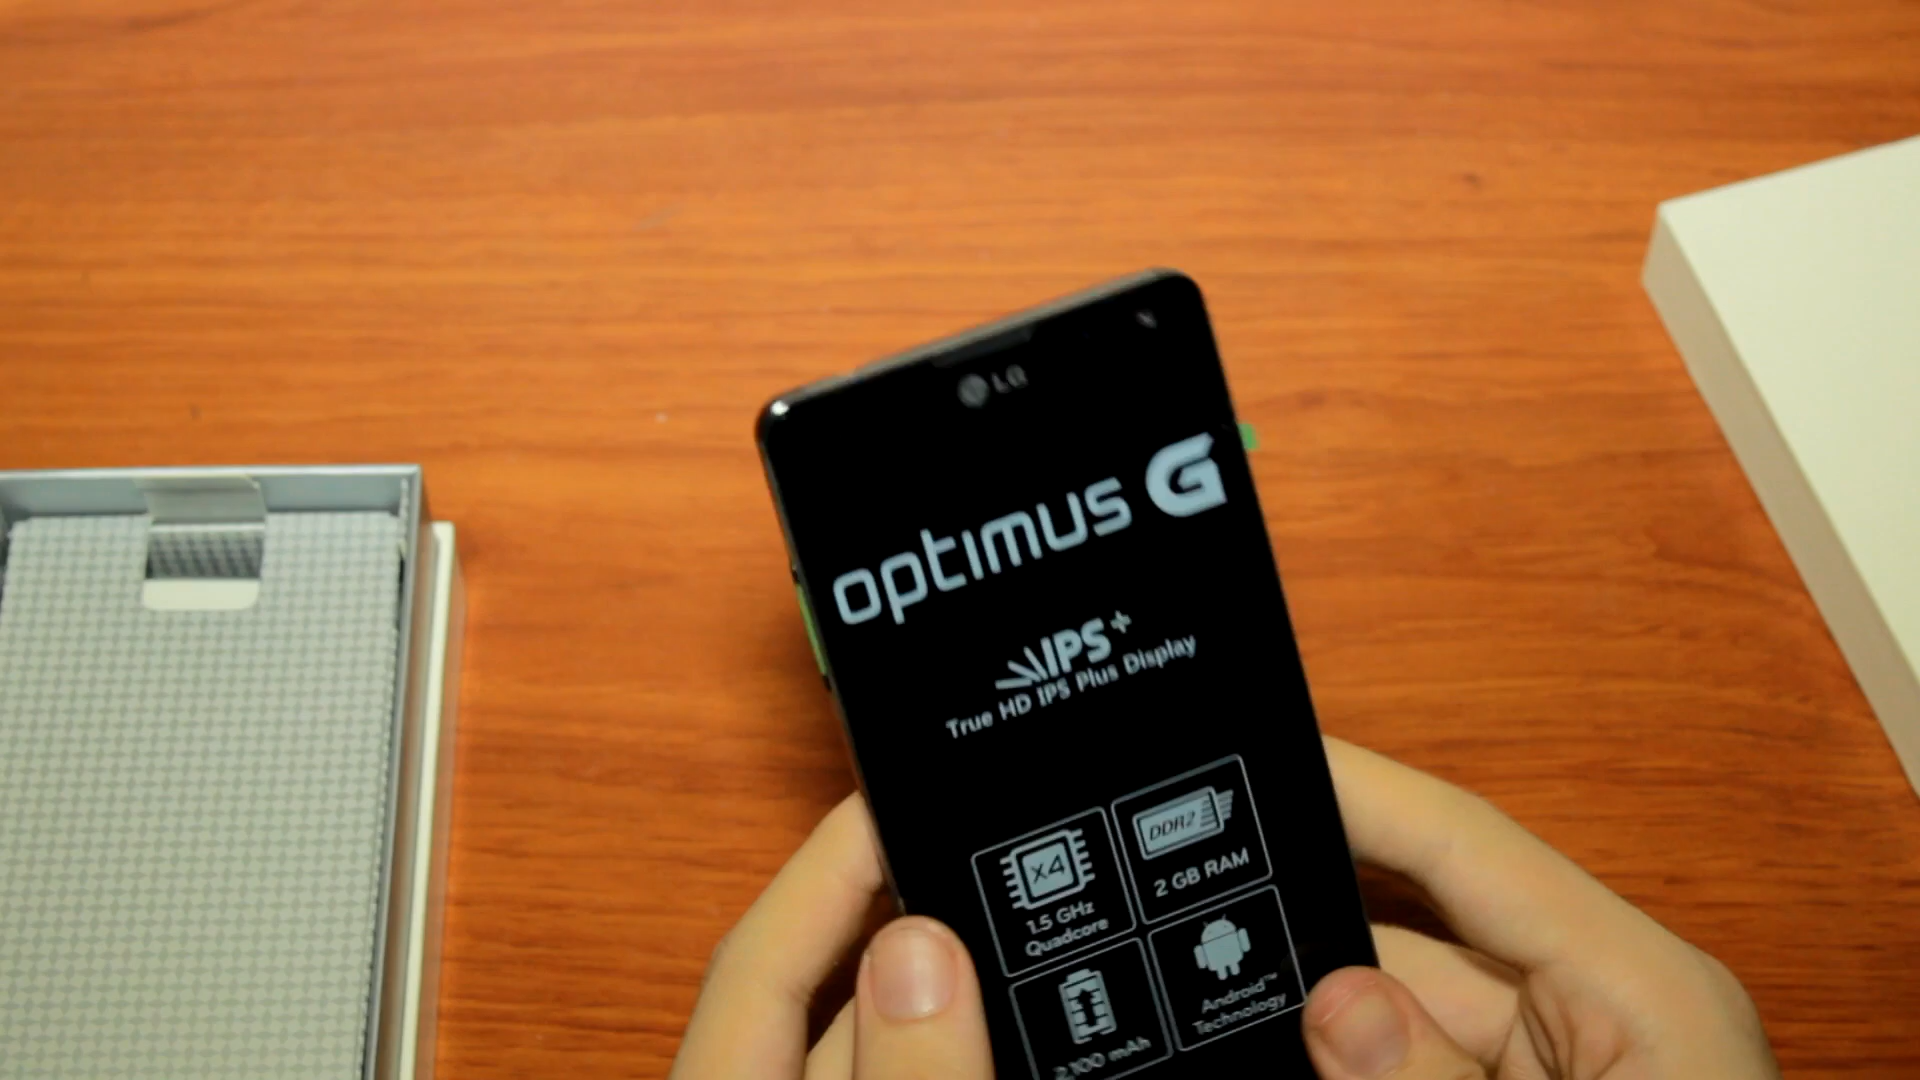 LG
optimus G
IPS+
True HD IPS Plus Display
X4
1.5 GHz
Quadcore
DDR2
2 GB RAM
2,100 mAh
Android™
Technology